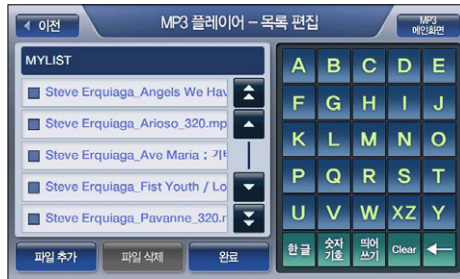 이전
MP3 플레이어 – 목록 편집
MP3
메인화면
MYLIST
Steve Erquiaga_Angels We Hav
Steve Erquiaga_Arioso_320.mp
Steve Erquiaga_Ave Maria : 기타
Steve Erquiaga_Fist Youth / Lo
Steve Erquiaga_Pavanne_320.r
파일 추가
파일 삭제
완료
A B C D E
F G H I J
K L M N O
P Q R S T
U V W XZ Y
한글
숫자
기호
띄어
쓰기
Clear